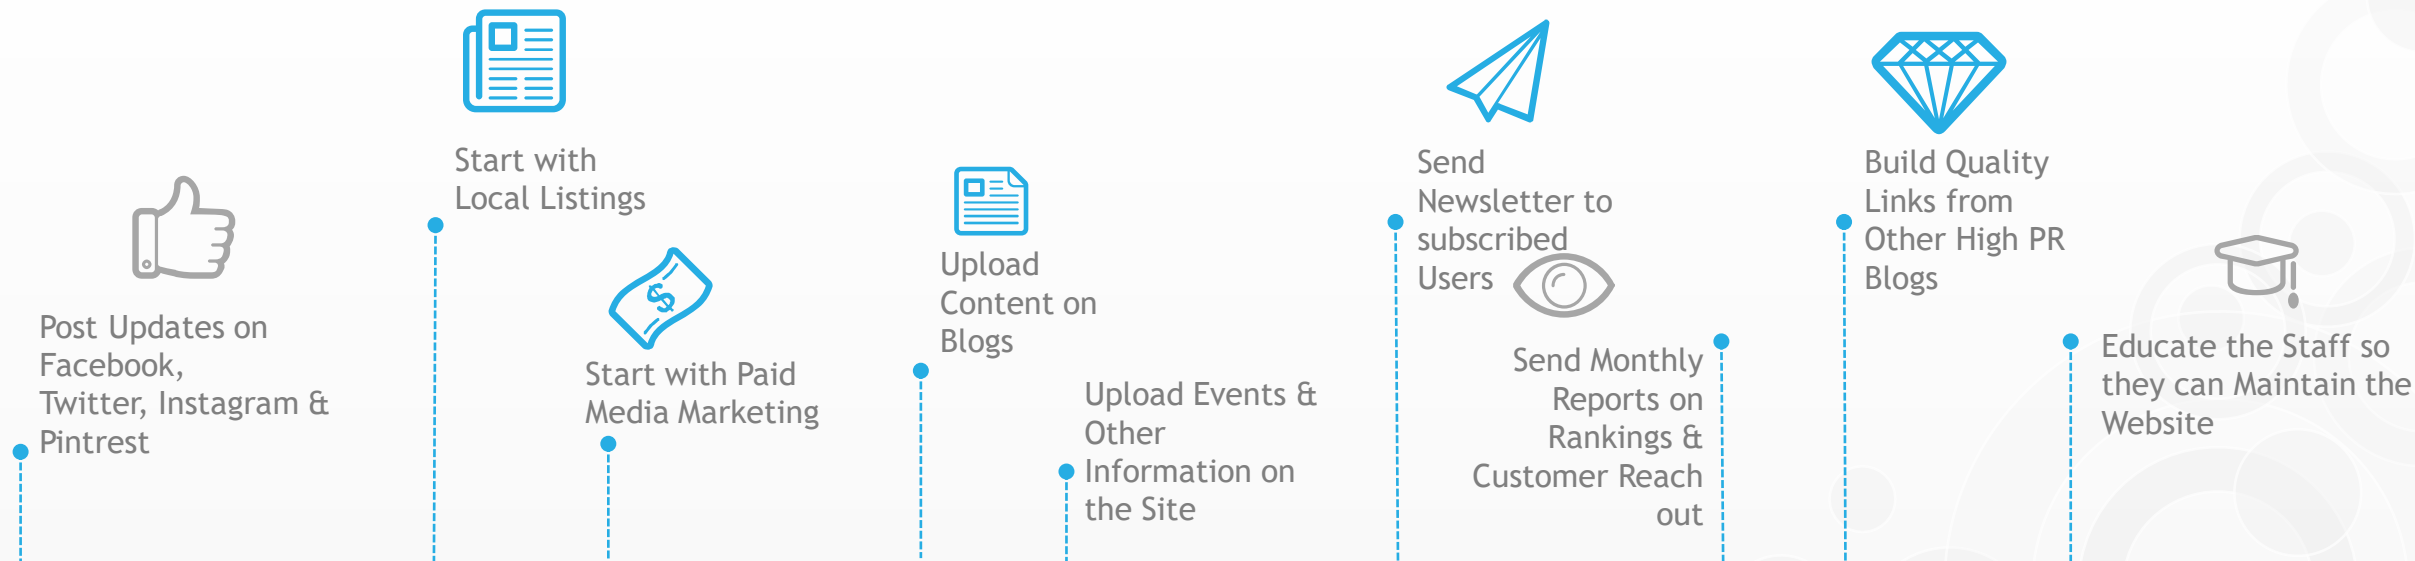 Post Updates on
Facebook,
Twitter, Instagram &
Pintrest
Start with
Local Listings
$
Start with Paid
Media Marketing
Upload
Content on
Blogs
Upload Events &
Other
Information on
the Site
Send
Newsletter to
subscribed
Users
Send Monthly
Reports on
Rankings &
Customer Reach
out
Build Quality
Links from
Other High PR
Blogs
Educate the Staff so
they can Maintain the
Website